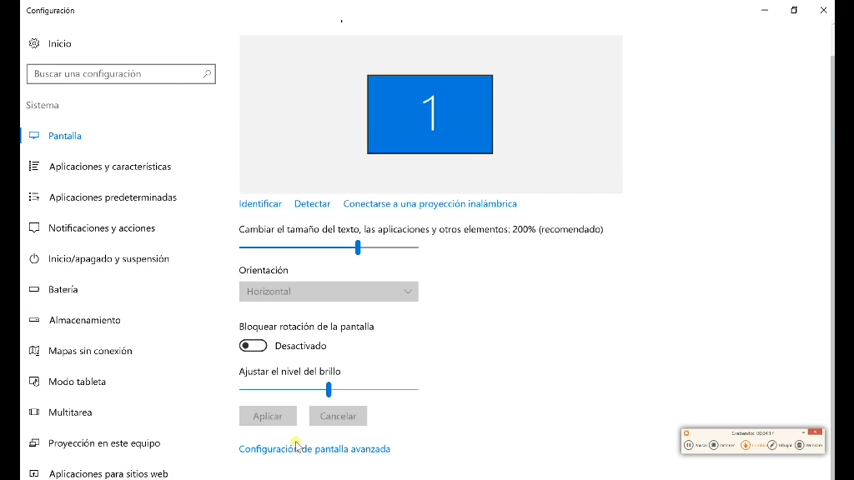 Configuración
Inicio
Buscar una configuración
Sistema
Pantalla
Aplicaciones y características
Aplicaciones predeterminadas
Notificaciones y acciones
Inicio/apagado y suspensión
Batería
Almacenamiento
Mapas sin conexión
Modo tableta
Multitarea
Proyección en este equipo
Aplicaciones para sitios web
1
Identificar Detectar Conectarse a una proyección inalámbrica
Cambiar el tamaño del texto, las aplicaciones y otros elementos: 200% (recomendado)
Orientación
Horizontal
Bloquear rotación de la pantalla
Desactivado
Ajustar el nivel del brillo
Aplicar Cancelar
Configuración de pantalla avanzada